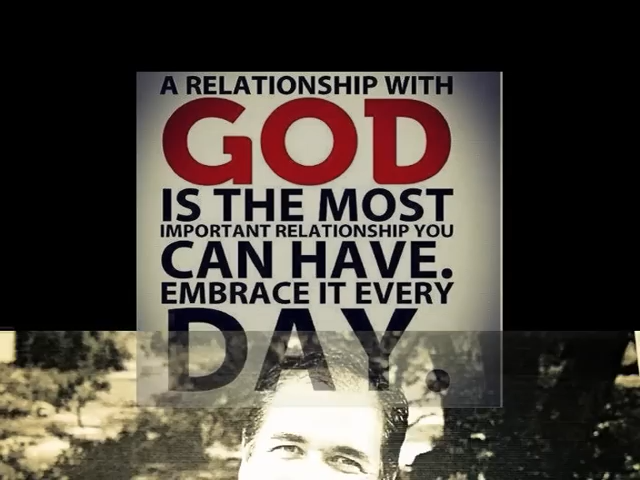 A RELATIONSHIP WITH
GOD
IS THE MOST
IMPORTANT RELATIONSHIP YOU
CAN HAVE.
EMBRACE IT EVERY
DAY.